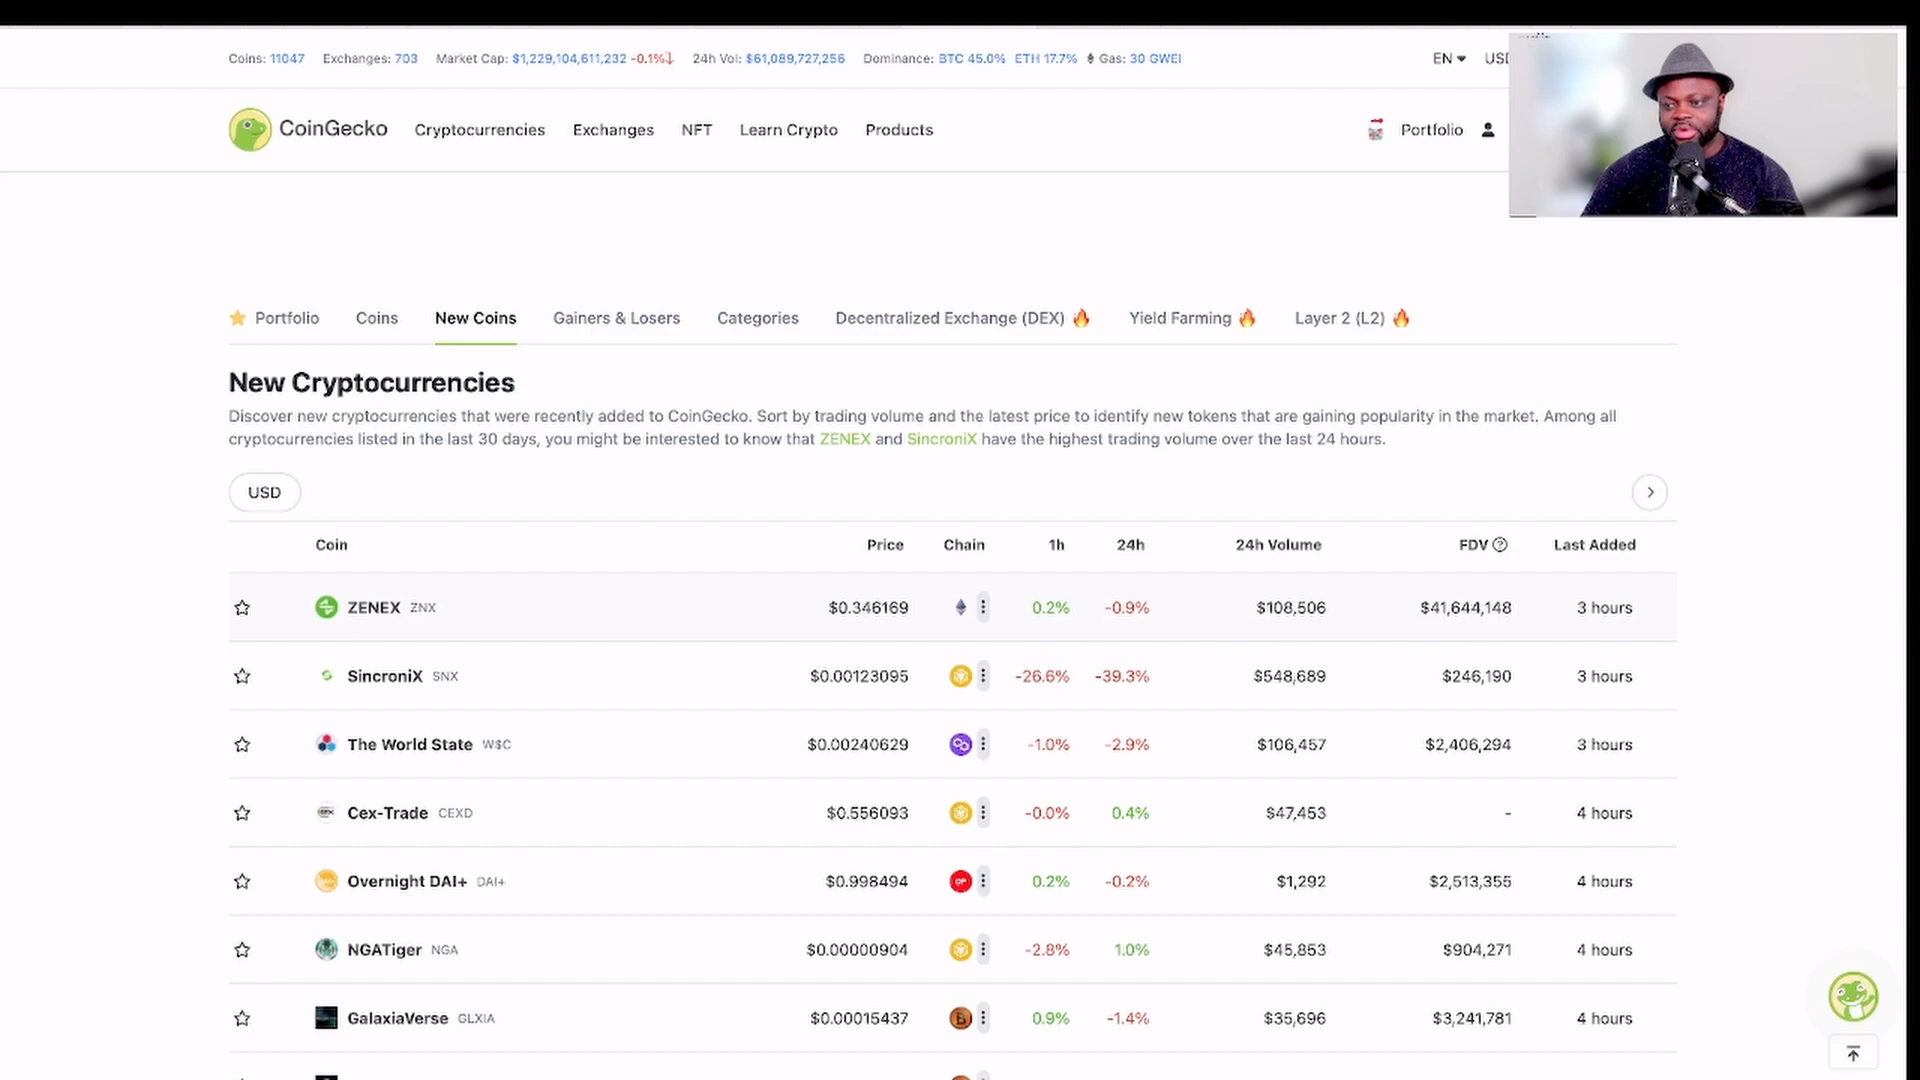 Coins: 11047 Exchanges: 703 Market Cap: $1,229,104,611,232 -0.1% 24h Vol: $61,089,727,256 Dominance: BTC 45.0% ETH 17.7% Gas: 30 GWEI EN USD
CoinGecko Cryptocurrencies Exchanges NFT Learn Crypto Products Portfolio
Portfolio Coins New Coins Gainers & Losers Categories Decentralized Exchange (DEX) 🔥 Yield Farming 🔥 Layer 2 (L2) 🔥
New Cryptocurrencies
Discover new cryptocurrencies that were recently added to CoinGecko. Sort by trading volume and the latest price to identify new tokens that are gaining popularity in the market. Among all
cryptocurrencies listed in the last 30 days, you might be interested to know that ZENEX and SincroniX have the highest trading volume over the last 24 hours.
USD
Coin Price Chain 1h 24h 24h Volume FDV Last Added
ZENEX ZNX $0.346169 0.2% -0.9% $108,506 $41,644,148 3 hours
SincroniX SNX $0.00123095 -26.6% -39.3% $548,689 $246,190 3 hours
The World State W$C $0.00240629 -1.0% -2.9% $106,457 $2,406,294 3 hours
Cex-Trade CEXD $0.556093 -0.0% 0.4% $47,453 - 4 hours
Overnight DAI+ DAI+ $0.998494 OP 0.2% -0.2% $1,292 $2,513,355 4 hours
NGATiger NGA $0.00000904 -2.8% 1.0% $45,853 $904,271 4 hours
GalaxiaVerse GLXIA $0.00015437 0.9% -1.4% $35,696 $3,241,781 4 hours